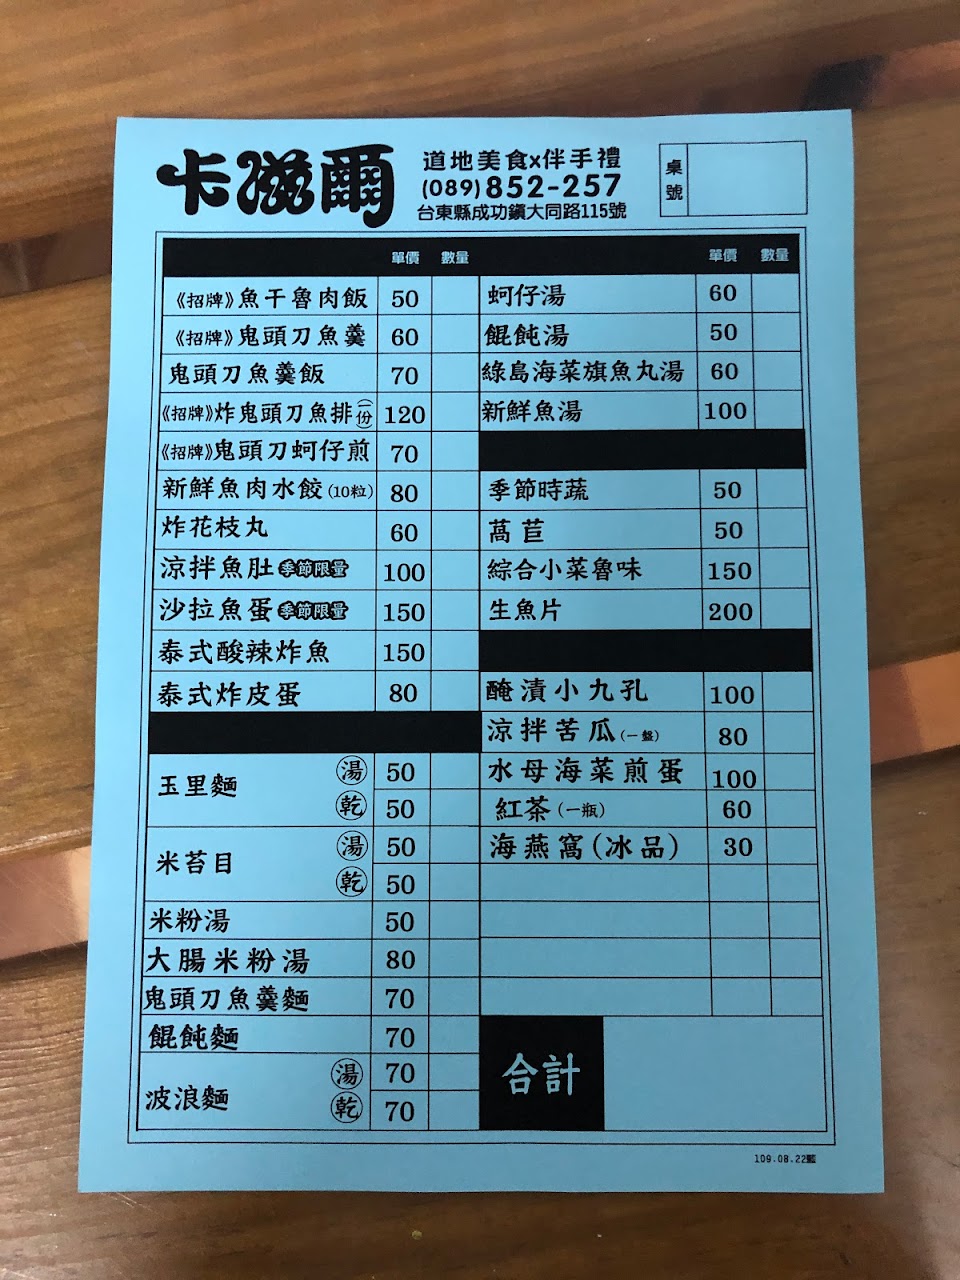 卡滋爾
道地美食x伴手禮
(089)852-257
台東縣成功鎮大同路115號
桌號
單價 數量
《招牌》魚干魯肉飯 50
《招牌》鬼頭刀魚羹 60
鬼頭刀魚羹飯 70
《招牌》炸鬼頭刀魚排(一份) 120
《招牌》鬼頭刀蚵仔煎 70
新鮮魚肉水餃(10粒) 80
炸花枝丸 60
涼拌魚肚 季節限量 100
沙拉魚蛋 季節限量 150
泰式酸辣炸魚 150
泰式炸皮蛋 80
玉里麵 湯 50
乾 50
米苔目 湯 50
乾 50
米粉湯 50
大腸米粉湯 80
鬼頭刀魚羹麵 70
餛飩麵 70
波浪麵 湯 70
乾 70
單價 數量
蚵仔湯 60
餛飩湯 50
綠島海菜旗魚丸湯 60
新鮮魚湯 100
季節時蔬 50
萵苣 50
綜合小菜魯味 150
生魚片 200
醃漬小九孔 100
涼拌苦瓜(一盤) 80
水母海菜煎蛋 100
紅茶(一瓶) 60
海燕窩(冰品) 30
合計
109.08.22